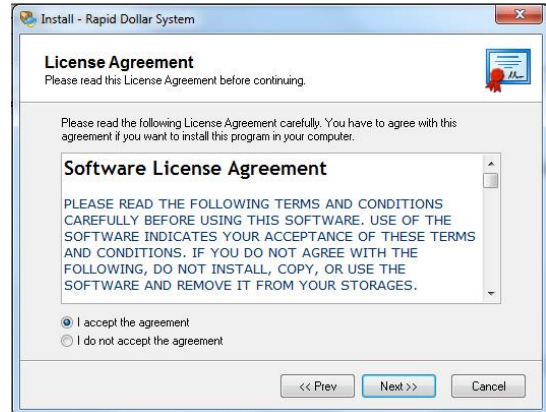 Install - Rapid Dollar System
License Agreement
Please read this License Agreement before continuing.
Please read the following License Agreement carefully. You have to agree with this
agreement if you want to install this program in your computer.
Software License Agreement
PLEASE READ THE FOLLOWING TERMS AND CONDITIONS
CAREFULLY BEFORE USING THIS SOFTWARE. USE OF THE
SOFTWARE INDICATES YOUR ACCEPTANCE OF THESE TERMS
AND CONDITIONS. IF YOU DO NOT AGREE WITH THE
FOLLOWING, DO NOT INSTALL, COPY, OR USE THE
SOFTWARE AND REMOVE IT FROM YOUR STORAGES.
I accept the agreement
I do not accept the agreement
<< Prev Next >> Cancel